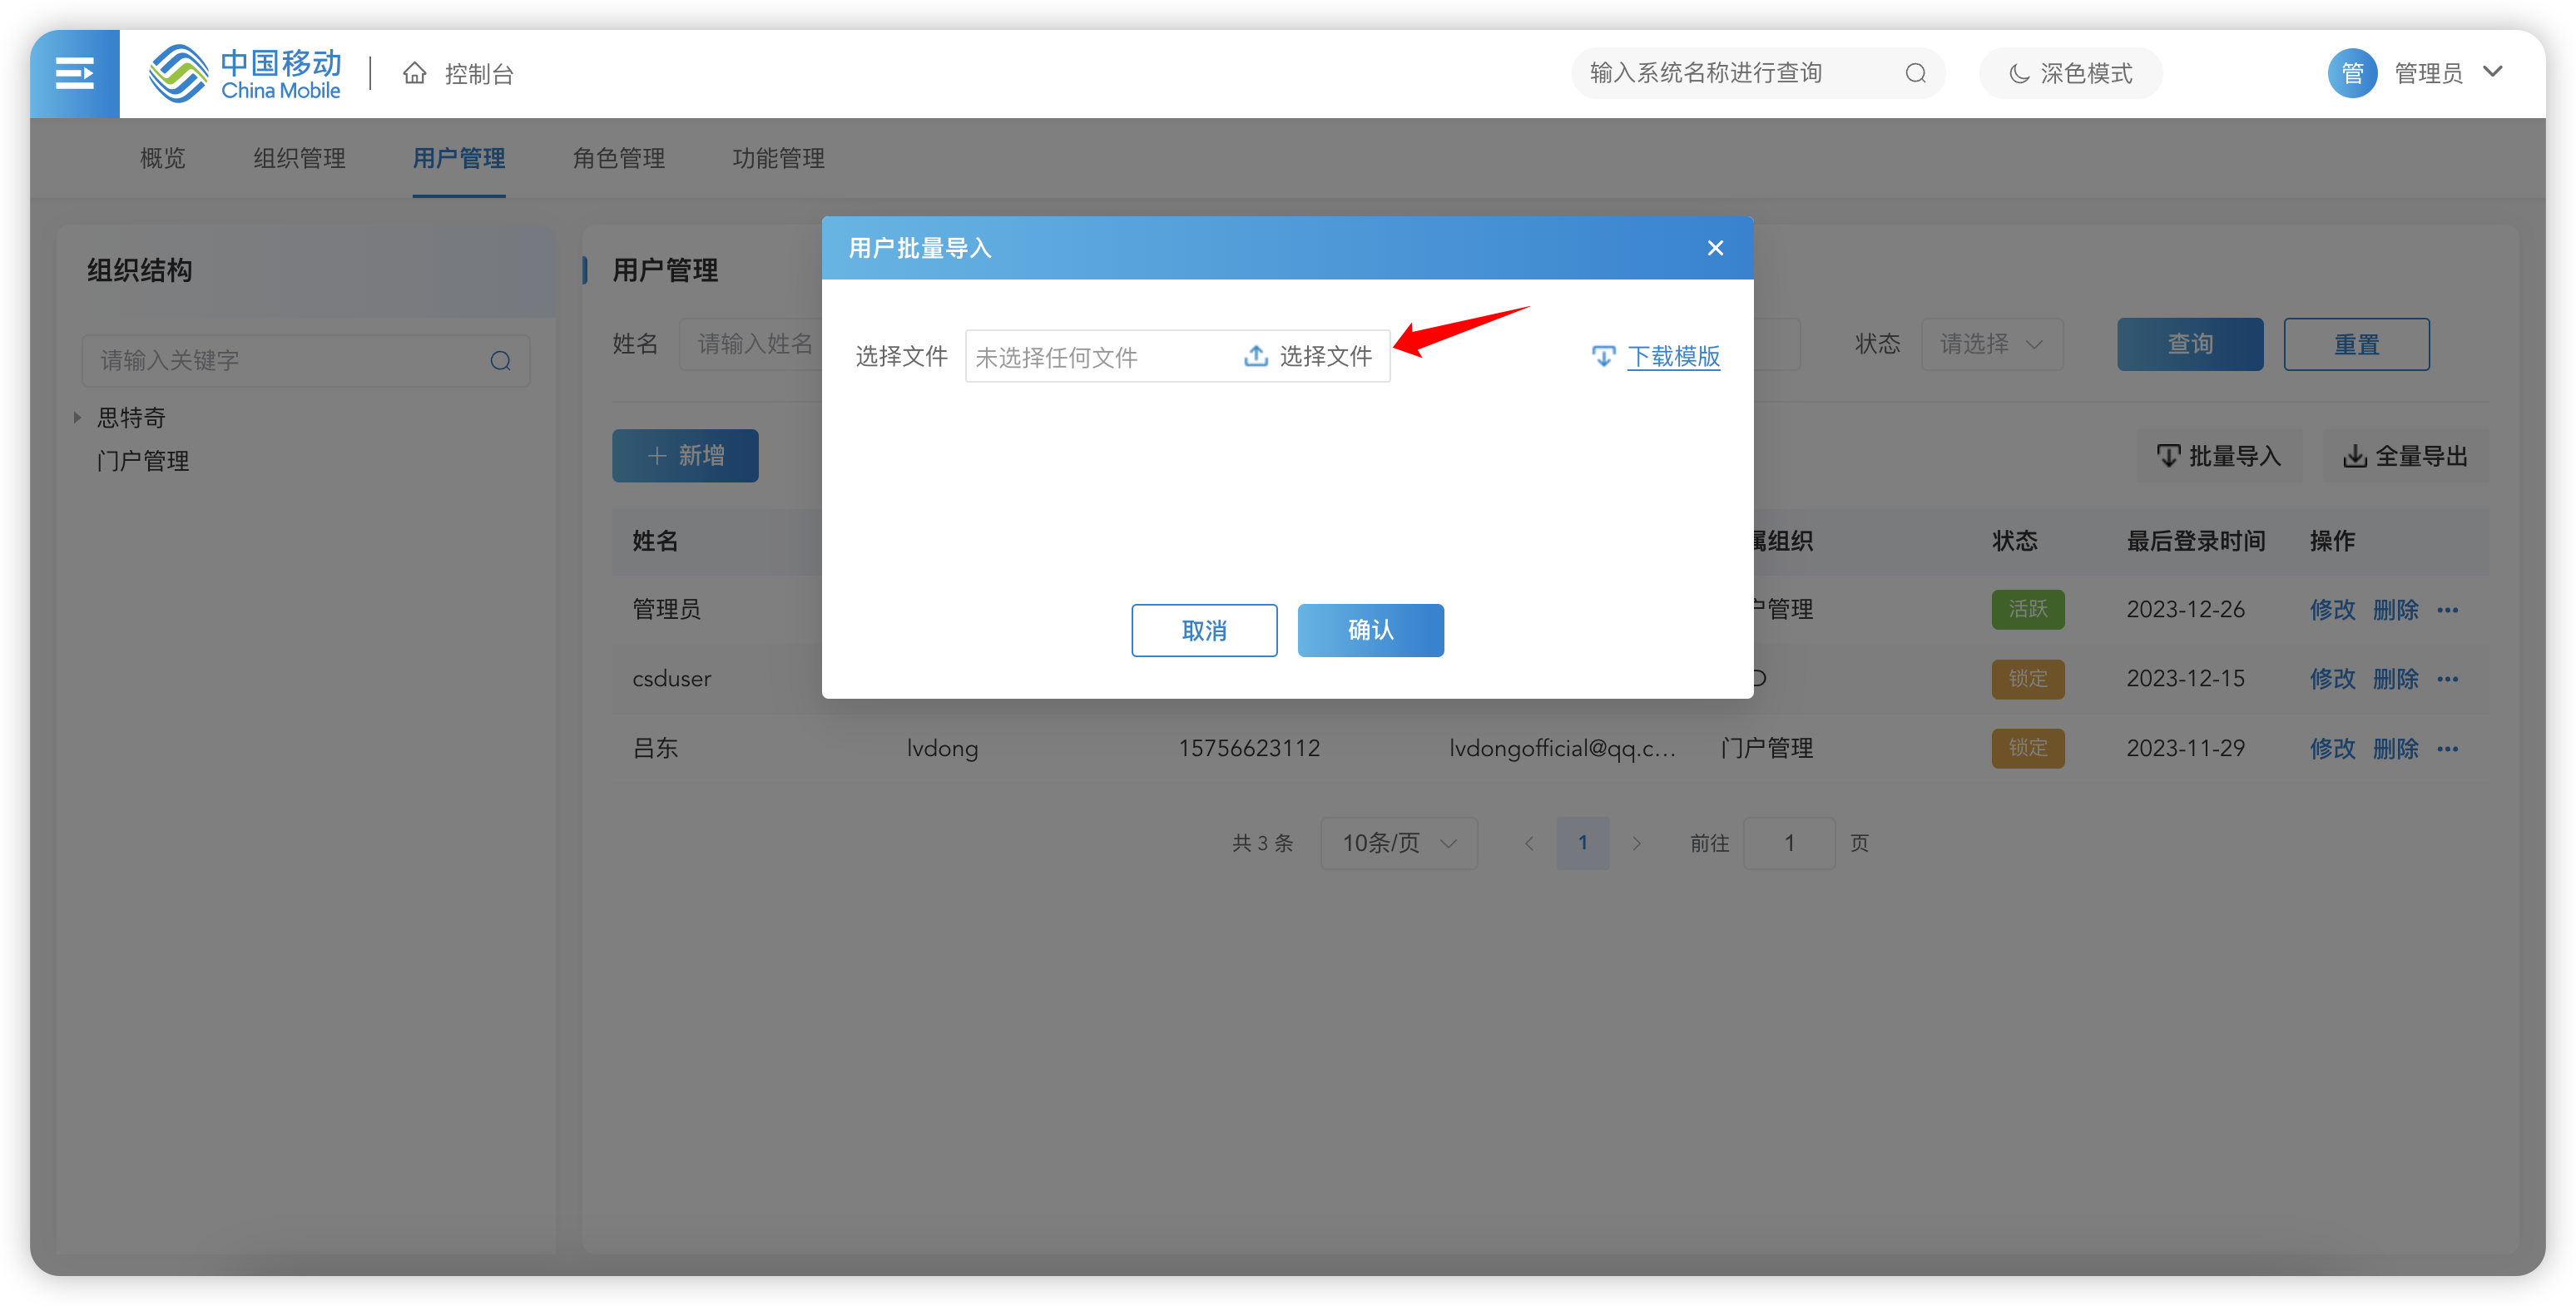 中国移动
China Mobile
控制台
输入系统名称进行查询
深色模式
管
管理员
概览 组织管理 用户管理 角色管理 功能管理
组织结构
请输入关键字
思特奇
门户管理
用户管理
姓名 请输入姓名
状态 请选择 查询 重置
新增
批量导入 全量导出
用户批量导入
选择文件 未选择任何文件 选择文件 下载模版
取消 确认
姓名 属组织 状态 最后登录时间 操作
管理员 户管理 活跃 2023-12-26 修改 删除 •••
csduser 锁定 2023-12-15 修改 删除 •••
吕东 lvdong 15756623112 lvdongofficial@qq.c... 门户管理 锁定 2023-11-29 修改 删除 •••
共 3 条 10条/页 1 前往 1 页